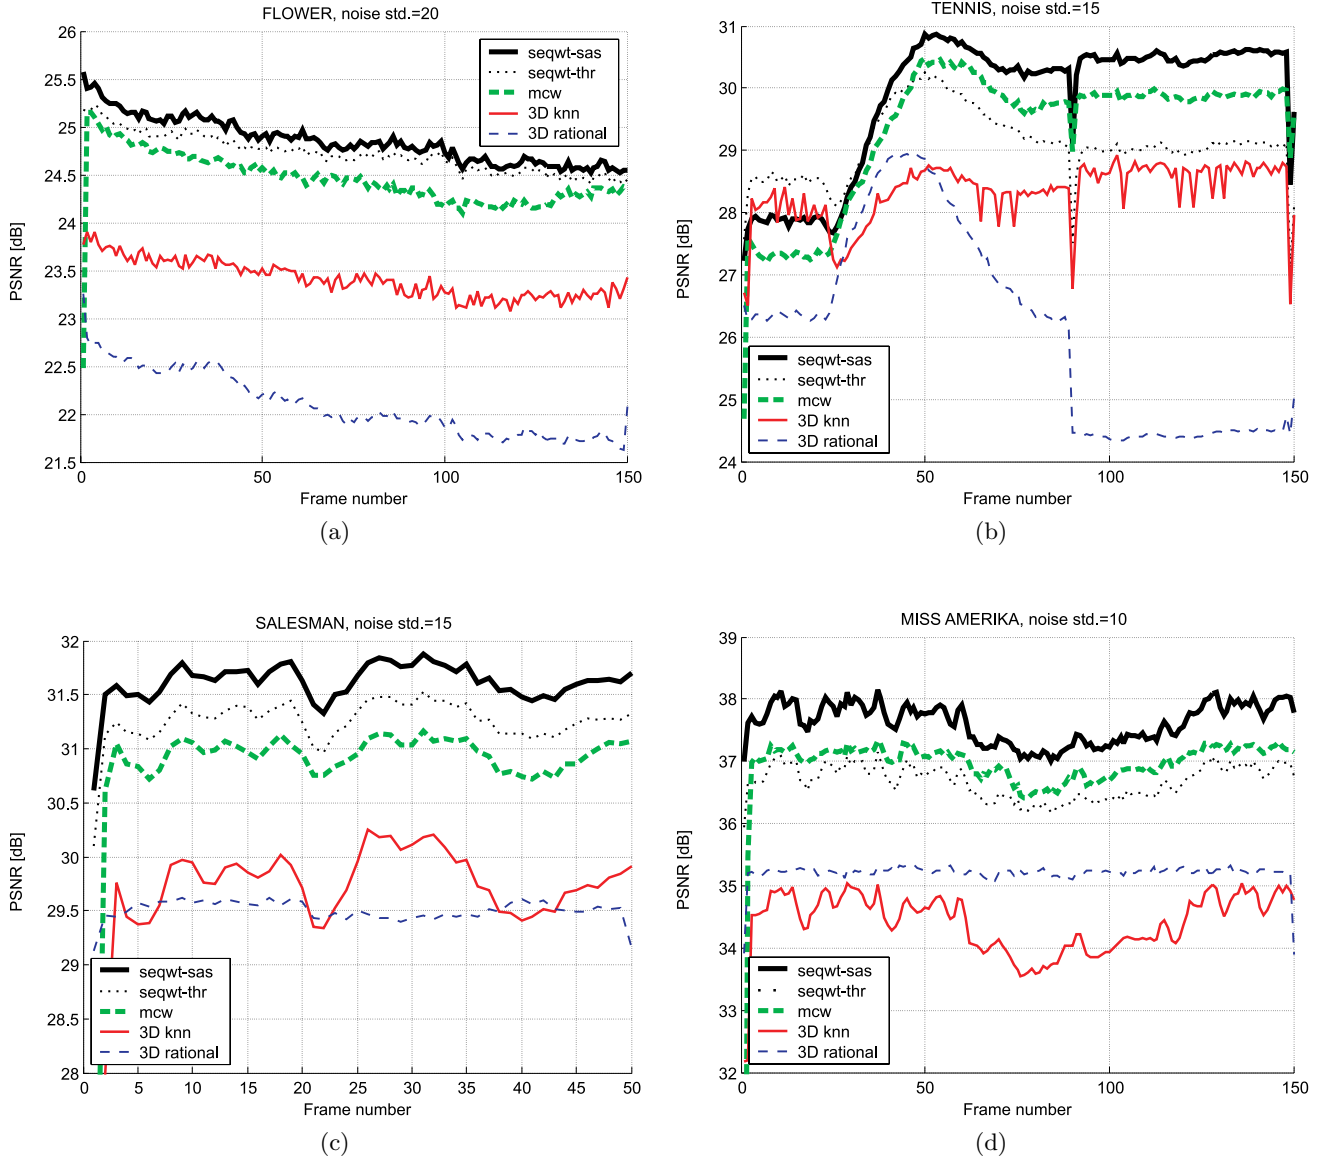 FLOWER, noise std.=20
26
25.5
25
24.5
24
23.5
23
22.5
22
21.5
PSNR [dB]
seqwt-sas
seqwt-thr
mcw
3D knn
3D rational
0 50 100 150
Frame number
(a)
TENNIS, noise std.=15
31
30
29
28
27
26
25
24
PSNR [dB]
seqwt-sas
seqwt-thr
mcw
3D knn
3D rational
0 50 100 150
Frame number
(b)
SALESMAN, noise std.=15
32
31.5
31
30.5
30
29.5
29
28.5
28
PSNR [dB]
seqwt-sas
seqwt-thr
mcw
3D knn
3D rational
0 5 10 15 20 25 30 35 40 45 50
Frame number
(c)
MISS AMERIKA, noise std.=10
39
38
37
36
35
34
33
32
PSNR [dB]
seqwt-sas
seqwt-thr
mcw
3D knn
3D rational
0 50 100 150
Frame number
(d)